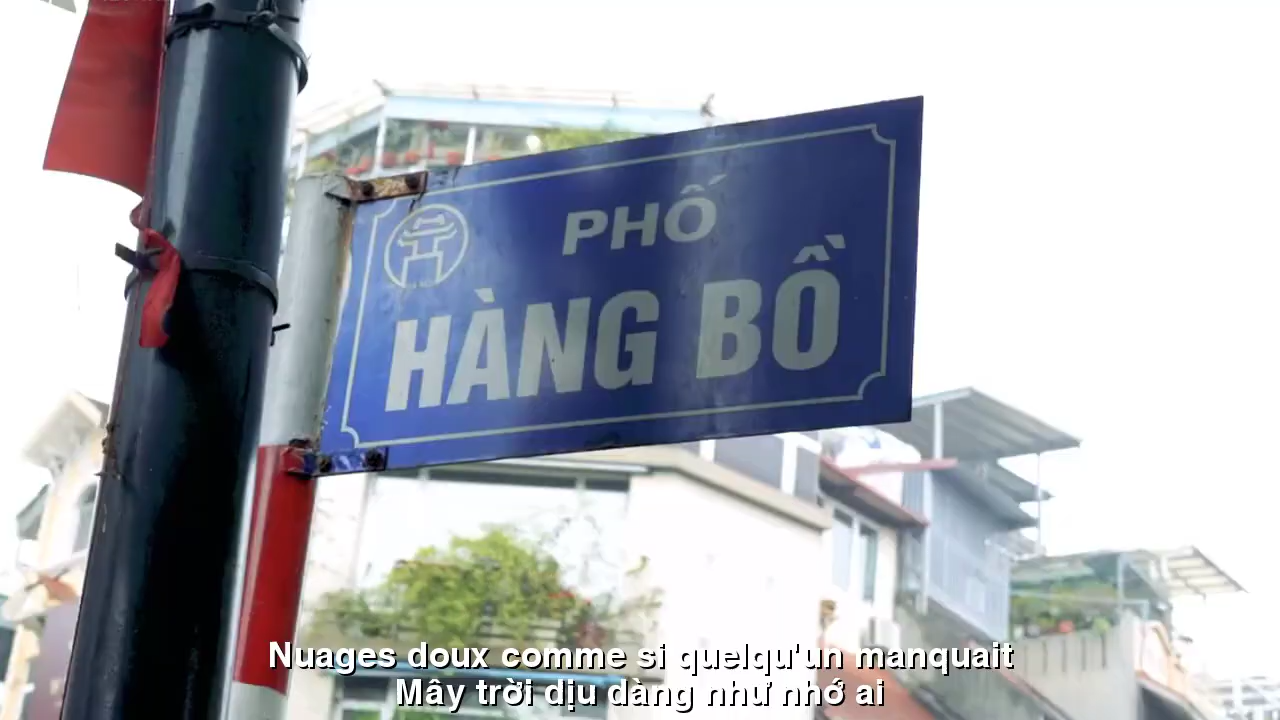 PHỐ
HÀNG BỒ
Nuages doux comme si quelqu'un manquait
Mây trời dịu dàng như nhớ ai